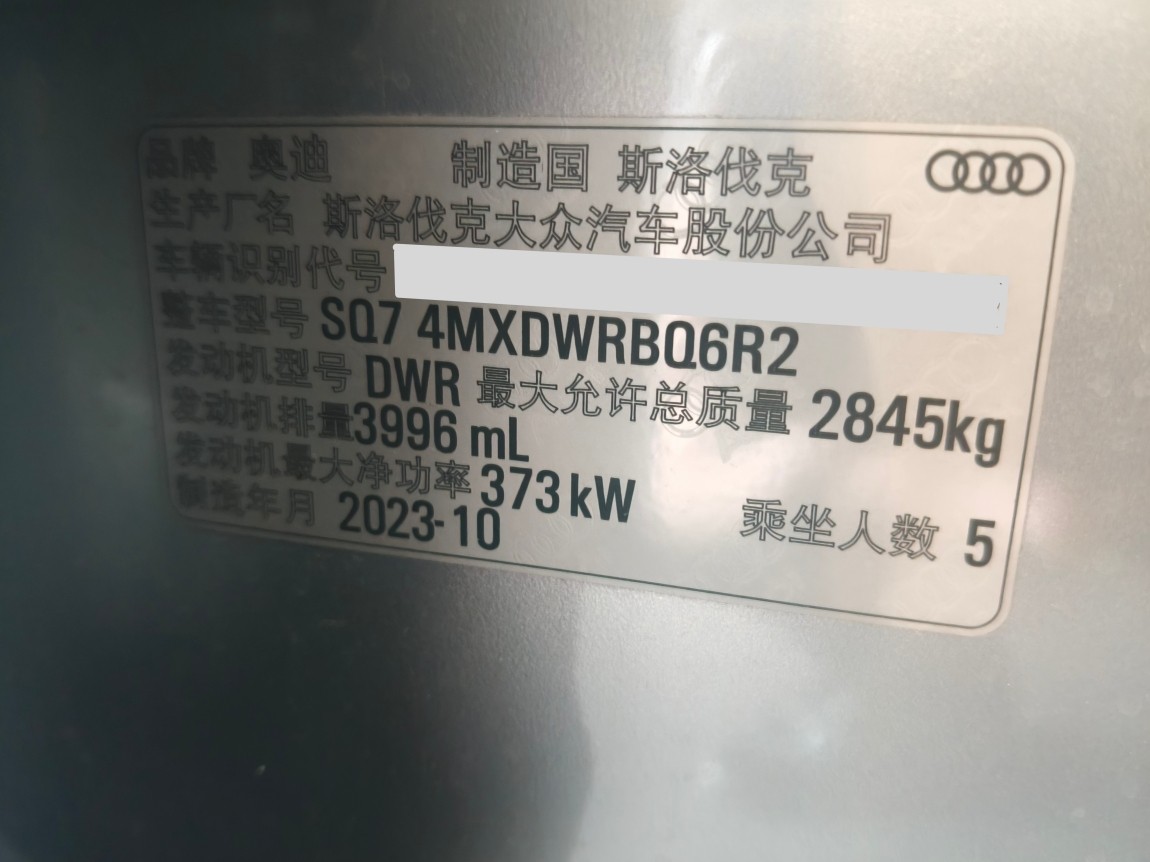 品牌 奥迪 制造国 斯洛伐克
生产厂名 斯洛伐克大众汽车股份公司
车辆识别代号
整车型号 SQ7 4MXDWRBQ6R2
发动机型号 DWR 最大允许总质量 2845kg
发动机排量3996 mL
发动机最大净功率 373 kW
制造年月 2023-10 乘坐人数 5